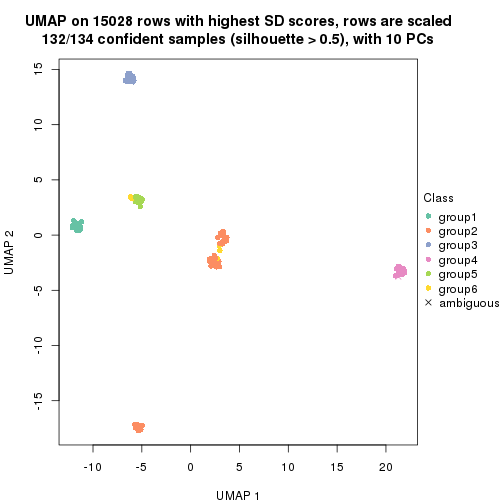 UMAP on 15028 rows with highest SD scores, rows are scaled
132/134 confident samples (silhouette > 0.5), with 10 PCs
15
10
5
0
-5
-10
-15
UMAP 2
-10 -5 0 5 10 15 20
UMAP 1
Class
group1
group2
group3
group4
group5
group6
ambiguous